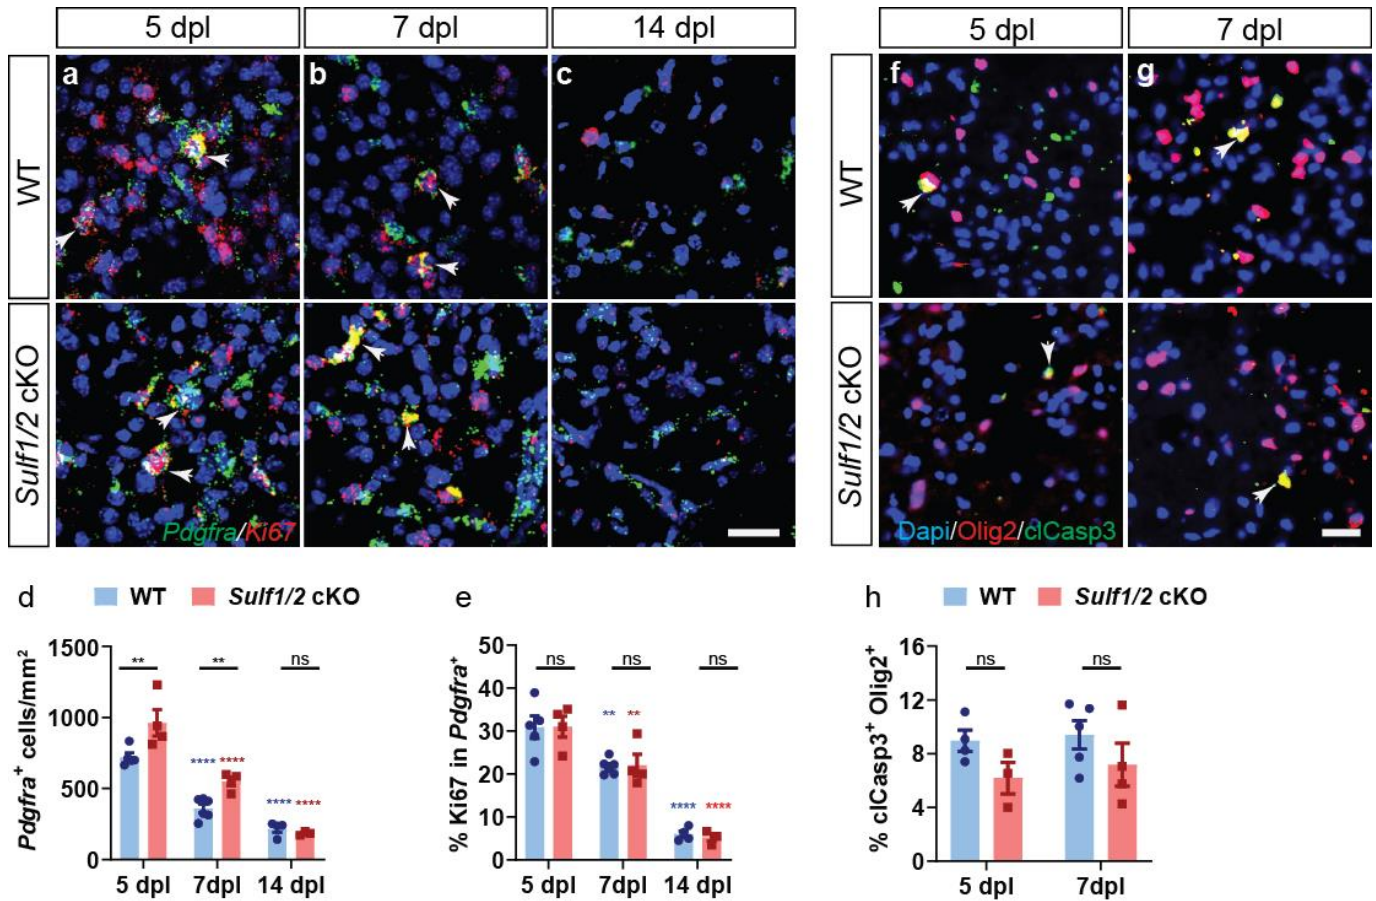 5 dpl 7 dpl 14 dpl 5 dpl 7 dpl
WT a b c WT f g
Sulf1/2 cKO Pdgfra/Ki67 Sulf1/2 cKO Dapi/Olig2/clCasp3
d WT Sulf1/2 cKO
Pdgfra+ cells/mm²
1500
1000
500
0
** ** ns
**** ****
**** ****
5 dpl 7dpl 14 dpl
e
% Ki67 in Pdgfra+
50
40
30
20
10
0
ns ns ns
** **
**** ****
5 dpl 7 dpl 14 dpl
h WT Sulf1/2 cKO
% clCasp3+ Olig2+
16
12
8
4
0
ns ns
5 dpl 7dpl